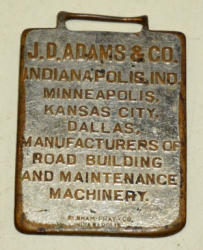 J.D. ADAMS & CO.
INDIANAPOLIS, IND.
MINNEAPOLIS.
KANSAS CITY.
DALLAS.
MANUFACTURERS OF
ROAD BUILDING
AND MAINTENANCE
MACHINERY.